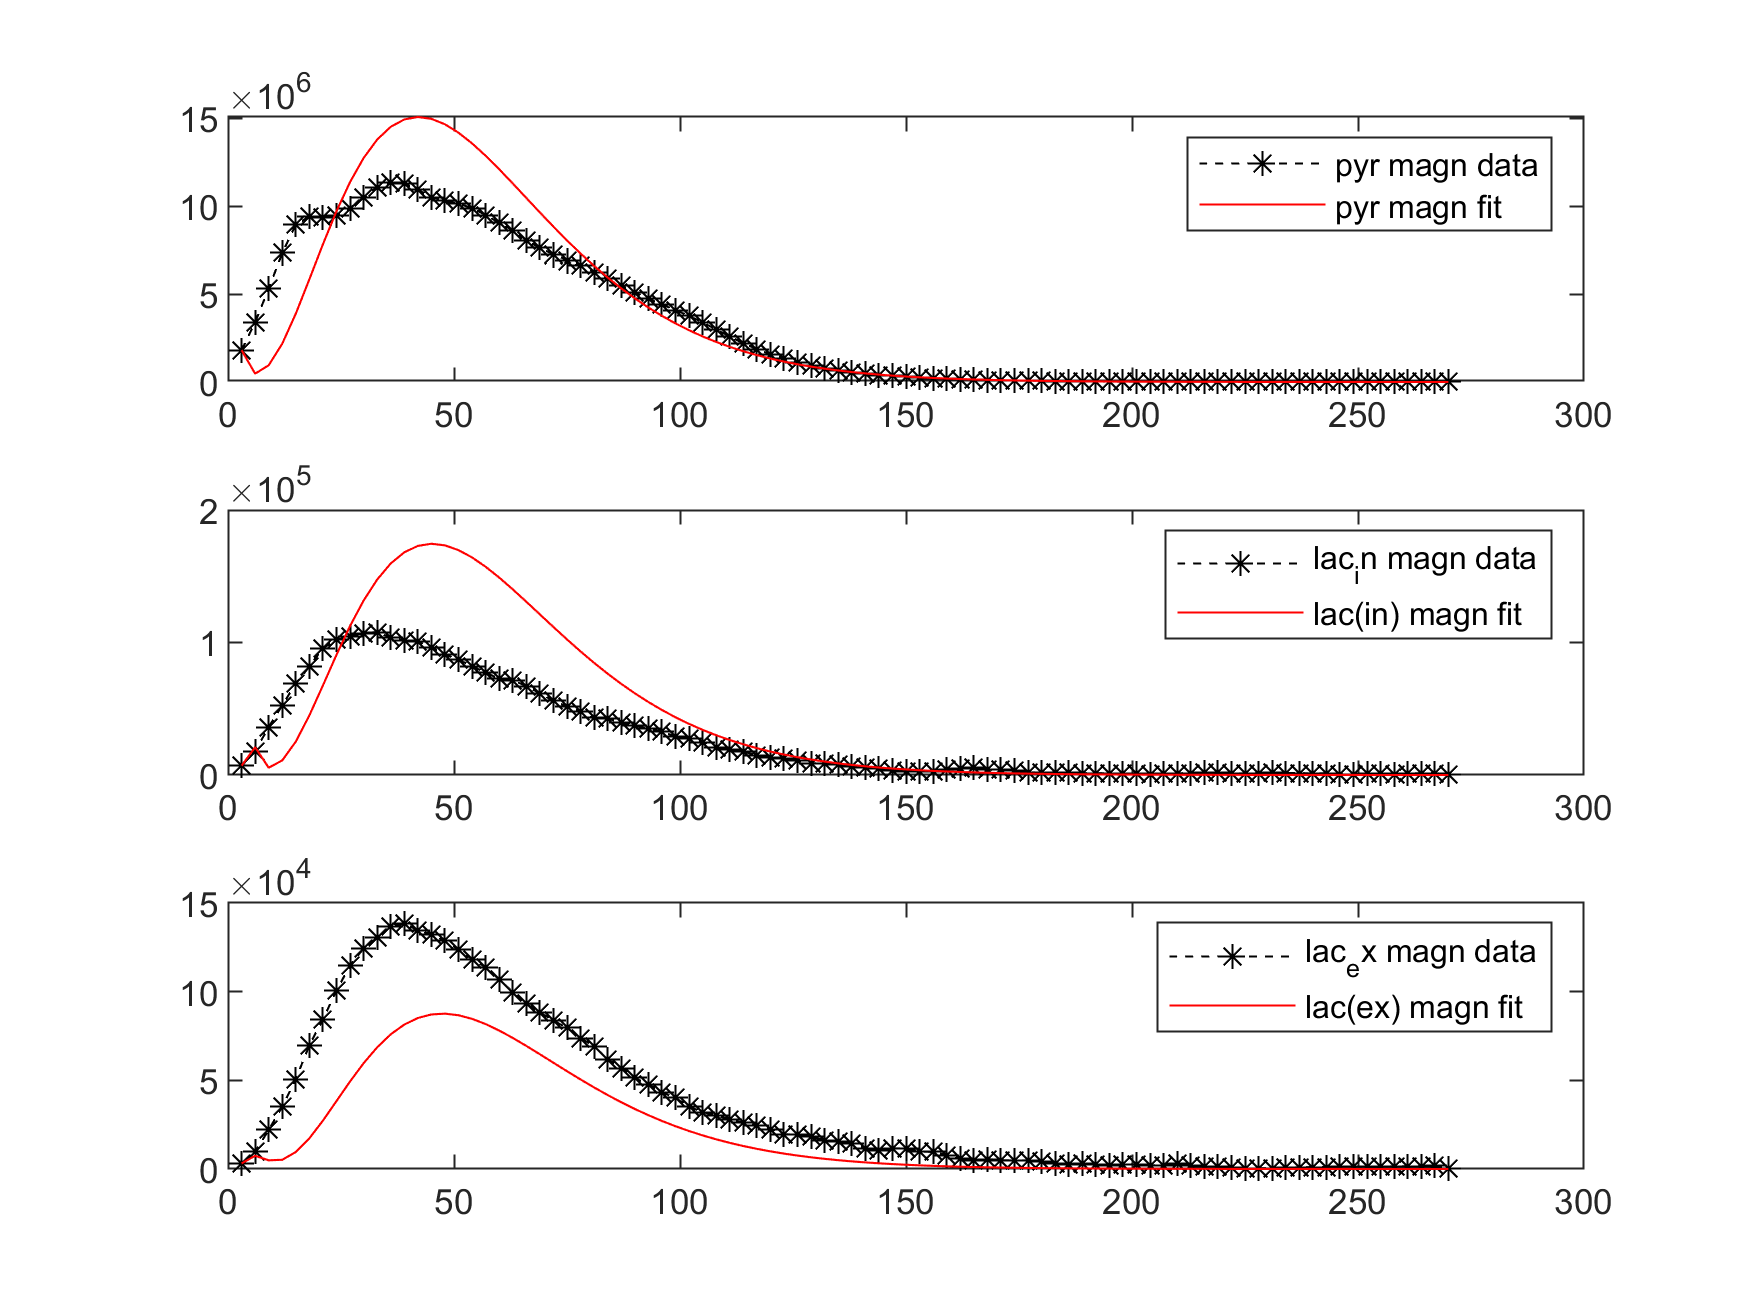 ×10^6
15
10
5
0
0 50 100 150 200 250 300
pyr magn data
pyr magn fit
×10^5
2
1
0
0 50 100 150 200 250 300
lac_in magn data
lac(in) magn fit
×10^4
15
10
5
0
0 50 100 150 200 250 300
lac_ex magn data
lac(ex) magn fit